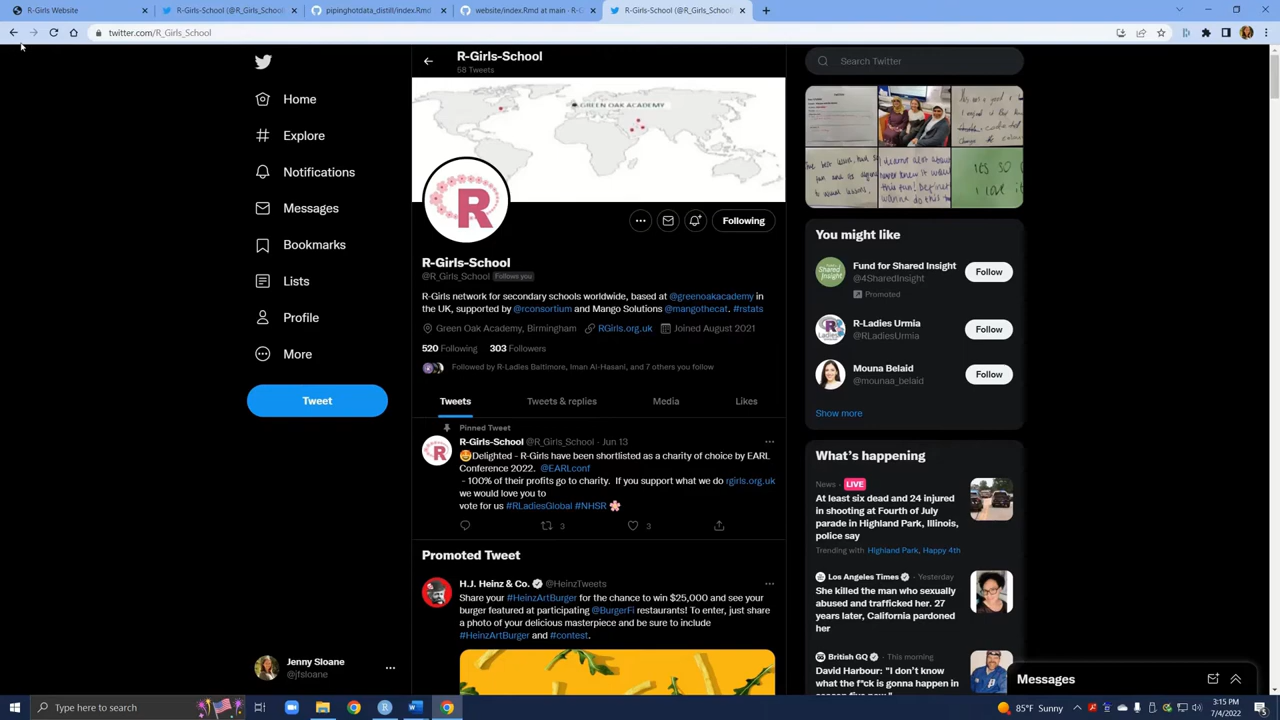 R-Girls Website
R-Girls-School (@R_Girls_School)
pipinghotdata_distill/index.Rmd
website/index.Rmd at main · R-G
R-Girls-School (@R_Girls_School
twitter.com/R_Girls_School
R-Girls-School
58 Tweets
Search Twitter
GREEN OAK ACADEMY
Home
Explore
Notifications
Messages
Bookmarks
Lists
Profile
More
Tweet
Jenny Sloane
@jfsloane
R
Following
R-Girls-School
@R_Girls_School Follows you
R-Girls network for secondary schools worldwide, based at @greenoakacademy in
the UK, supported by @rconsortium and Mango Solutions @mangothecat. #rstats
Green Oak Academy, Birmingham RGirls.org.uk Joined August 2021
520 Following 303 Followers
Followed by R-Ladies Baltimore, Iman Al-Hasani, and 7 others you follow
Tweets Tweets & replies Media Likes
Pinned Tweet
R-Girls-School @R_Girls_School · Jun 13
Delighted - R-Girls have been shortlisted as a charity of choice by EARL
Conference 2022. @EARLconf
- 100% of their profits go to charity. If you support what we do rgirls.org.uk
we would love you to
vote for us #RLadiesGlobal #NHSR
3 3
Promoted Tweet
H.J. Heinz & Co. @HeinzTweets
Share your #HeinzArtBurger for the chance to win $25,000 and see your
burger featured at participating @BurgerFi restaurants! To enter, just share
a photo of your delicious masterpiece and be sure to include
#HeinzArtBurger and #contest.
You might like
Fund for Shared Insight
@4SharedInsight
Follow
Promoted
R-Ladies Urmia
@RLadiesUrmia
Follow
Mouna Belaid
@mounaa_belaid
Follow
Show more
What's happening
News · LIVE
At least six dead and 24 injured
in shooting at Fourth of July
parade in Highland Park, Illinois,
police say
Trending with Highland Park, Happy 4th
Los Angeles Times · Yesterday
She killed the man who sexually
abused and trafficked her. 27
years later, California pardoned
her
British GQ · This morning
David Harbour: "I don't know
what the f*ck is gonna happen in
Messages
Type here to search
85°F Sunny
3:15 PM
7/4/2022